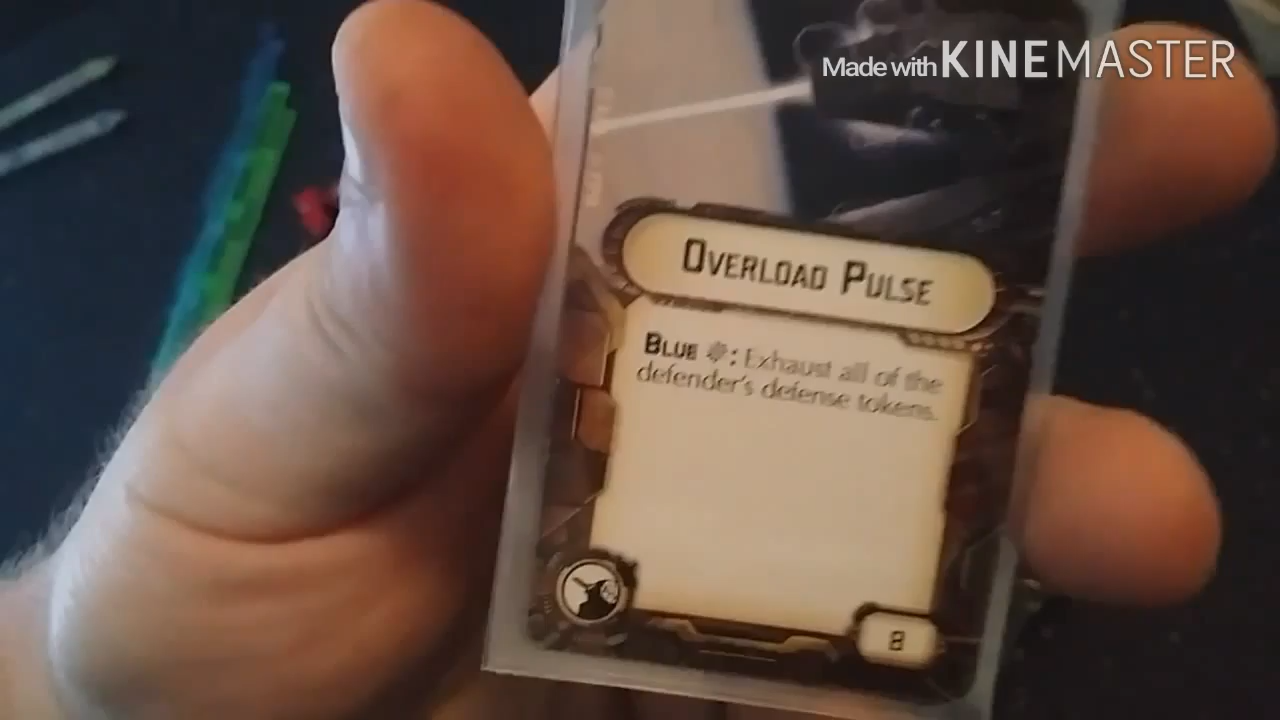 Made with KINEMASTER
OVERLOAD PULSE
BLUE : Exhaust all of the
defender's defense tokens.
8